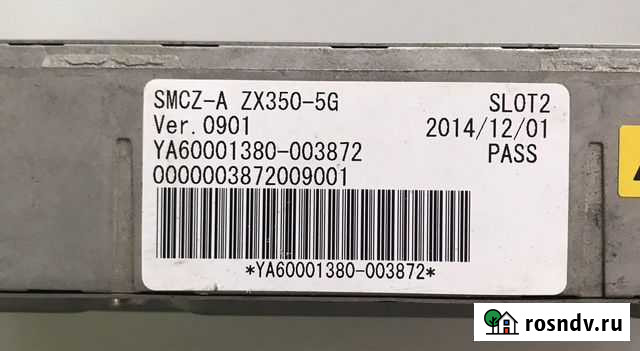 SMCZ-A ZX350-5G SLOT2
Ver. 0901 2014/12/01
YA60001380-003872 PASS
0000003872009001
*YA60001380-003872*
rosndv.ru